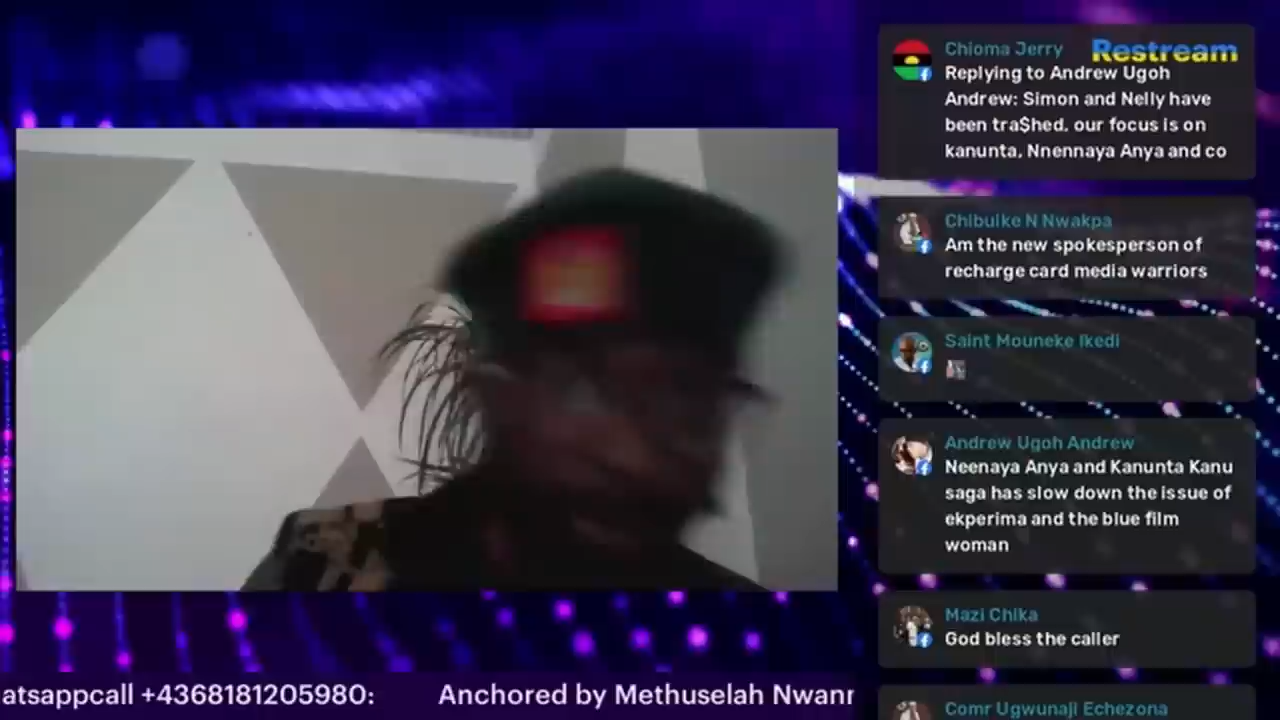 Chioma Jerry
Restream
Replying to Andrew Ugoh
Andrew: Simon and Nelly have
been tra$hed. our focus is on
kanunta, Nnennaya Anya and co
Chibuike N Nwakpa
Am the new spokesperson of
recharge card media warriors
Saint Mouneke Ikedi
Andrew Ugoh Andrew
Neenaya Anya and Kanunta Kanu
saga has slow down the issue of
ekperima and the blue film
woman
Mazi Chika
God bless the caller
Comr Ugwunaji Echezona
atsappcall +4368181205980: Anchored by Methuselah Nwanr